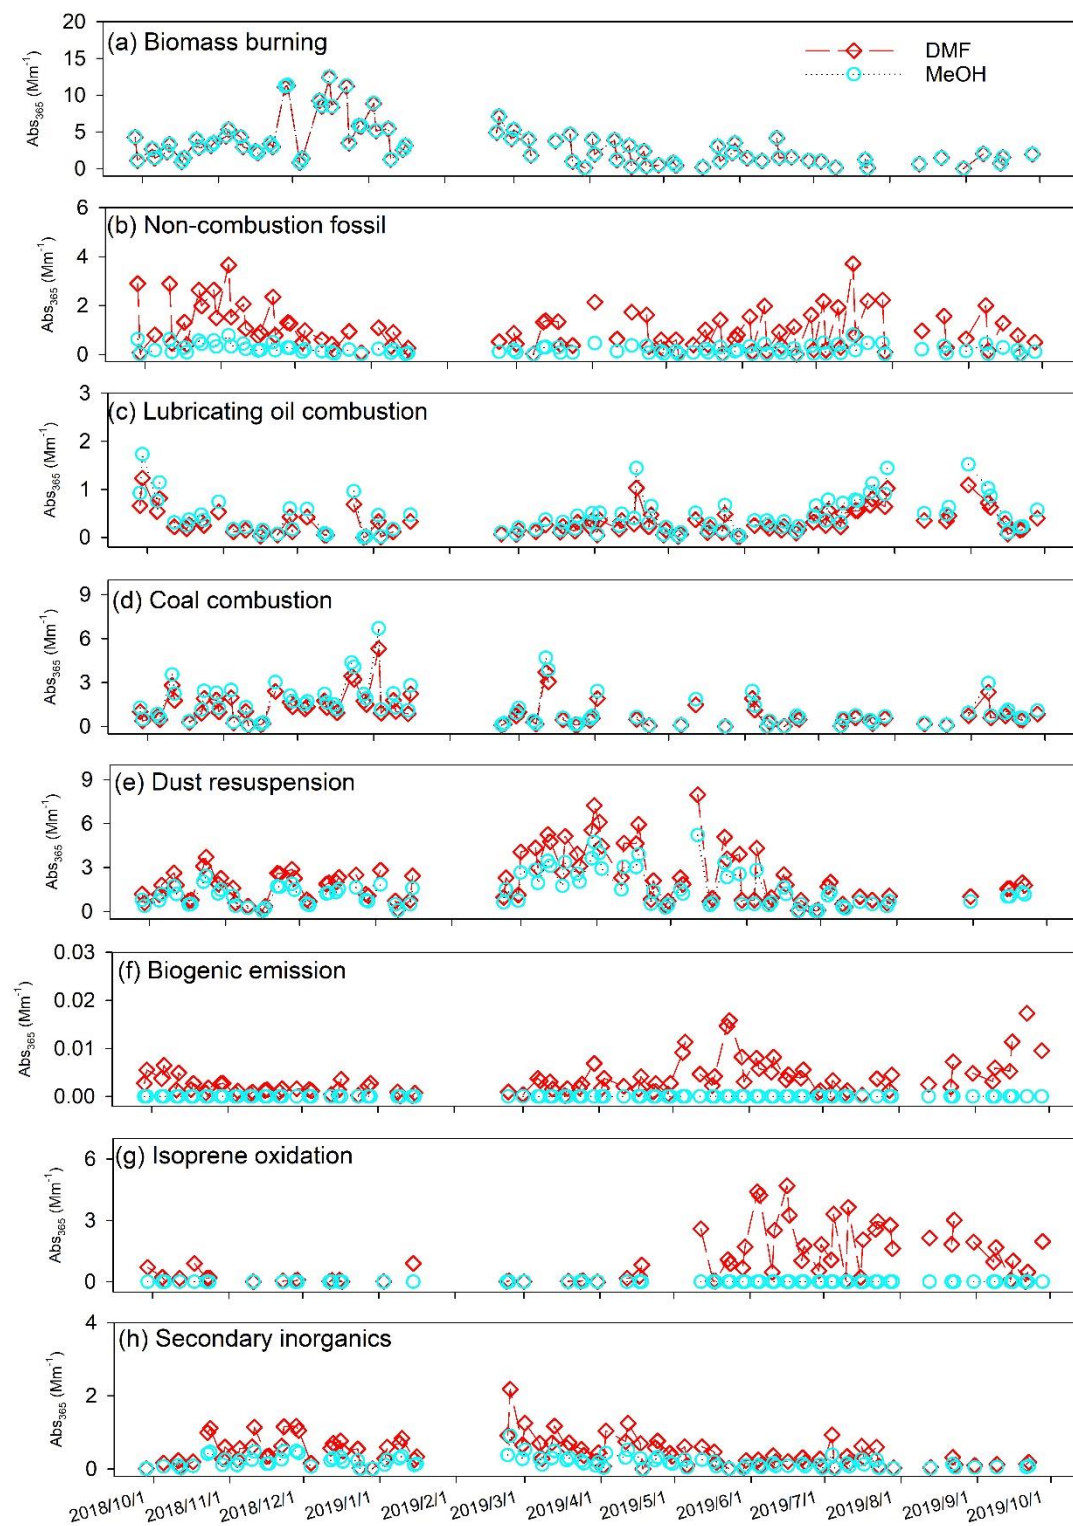 (a) Biomass burning
DMF
MeOH
Abs365 (Mm-1)
20
15
10
5
0
(b) Non-combustion fossil
Abs365 (Mm-1)
6
4
2
0
(c) Lubricating oil combustion
Abs365 (Mm-1)
3
2
1
0
(d) Coal combustion
Abs365 (Mm-1)
9
6
3
0
(e) Dust resuspension
Abs365 (Mm-1)
9
6
3
0
(f) Biogenic emission
Abs365 (Mm-1)
0.03
0.02
0.01
0.00
(g) Isoprene oxidation
Abs365 (Mm-1)
6
3
0
(h) Secondary inorganics
Abs365 (Mm-1)
4
2
0
2018/10/1
2018/11/1
2018/12/1
2019/1/1
2019/2/1
2019/3/1
2019/4/1
2019/5/1
2019/6/1
2019/7/1
2019/8/1
2019/9/1
2019/10/1